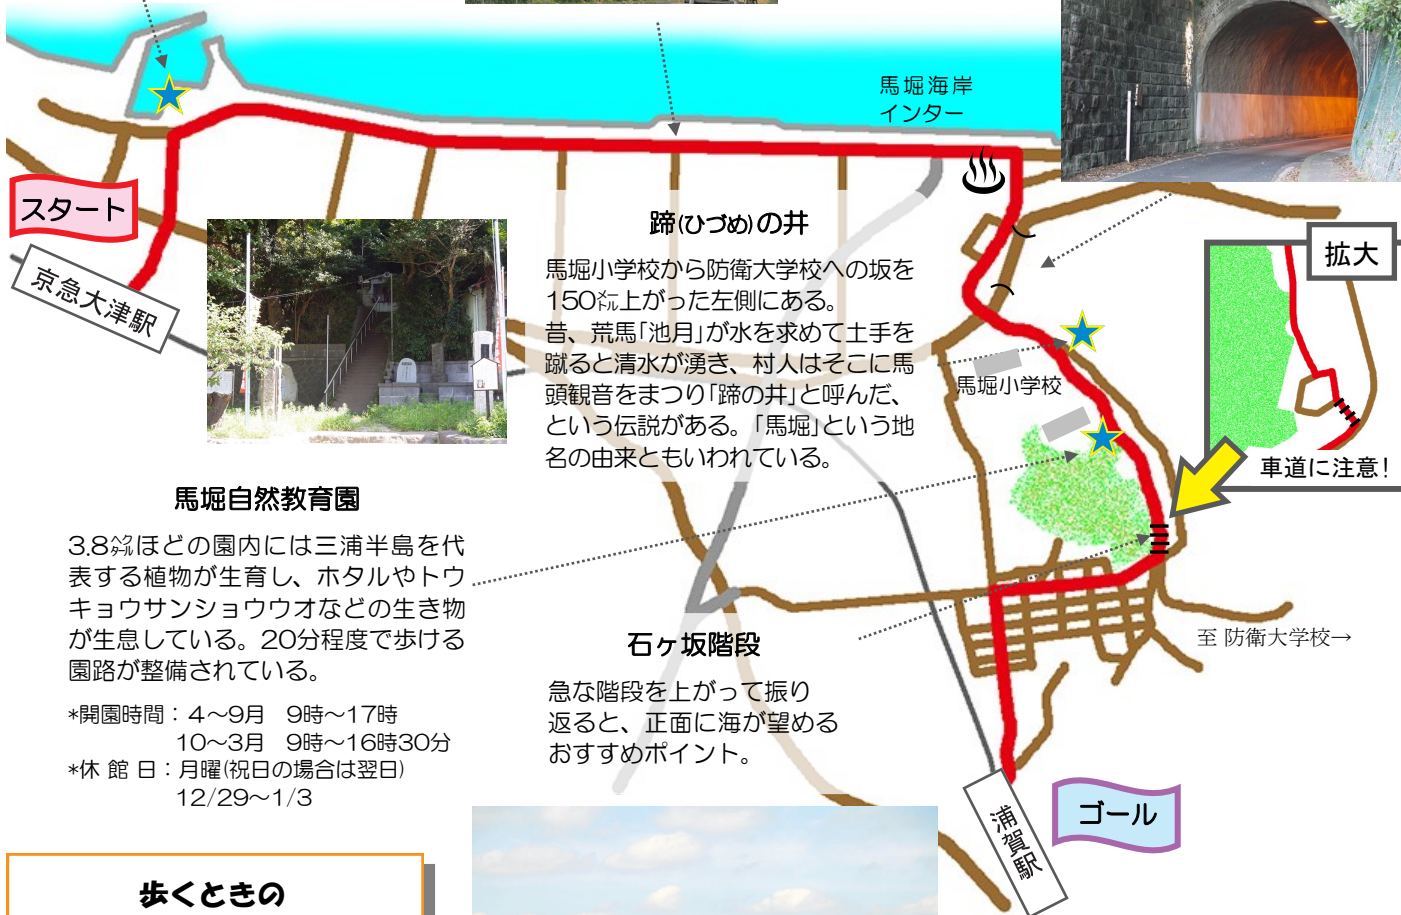 馬堀海岸
インター
スタート
京急大津駅
蹄(ひづめ)の井
馬堀小学校から防衛大学校への坂を
150㍍上がった左側にある。
昔、荒馬「池月」が水を求めて土手を
蹴ると清水が湧き、村人はそこに馬
頭観音をまつり「蹄の井」と呼んだ、
という伝説がある。「馬堀」という地
名の由来ともいわれている。
拡大
車道に注意!
馬堀小学校
馬堀自然教育園
3.8㌶ほどの園内には三浦半島を代
表する植物が生育し、ホタルやトウ
キョウサンショウウオなどの生き物
が生息している。20分程度で歩ける
園路が整備されている。
*開園時間：4～9月　9時～17時
10～3月　9時～16時30分
*休 館 日：月曜(祝日の場合は翌日)
12/29～1/3
石ヶ坂階段
急な階段を上がって振り
返ると、正面に海が望める
おすすめポイント。
至 防衛大学校→
浦賀駅
ゴール
歩くときの